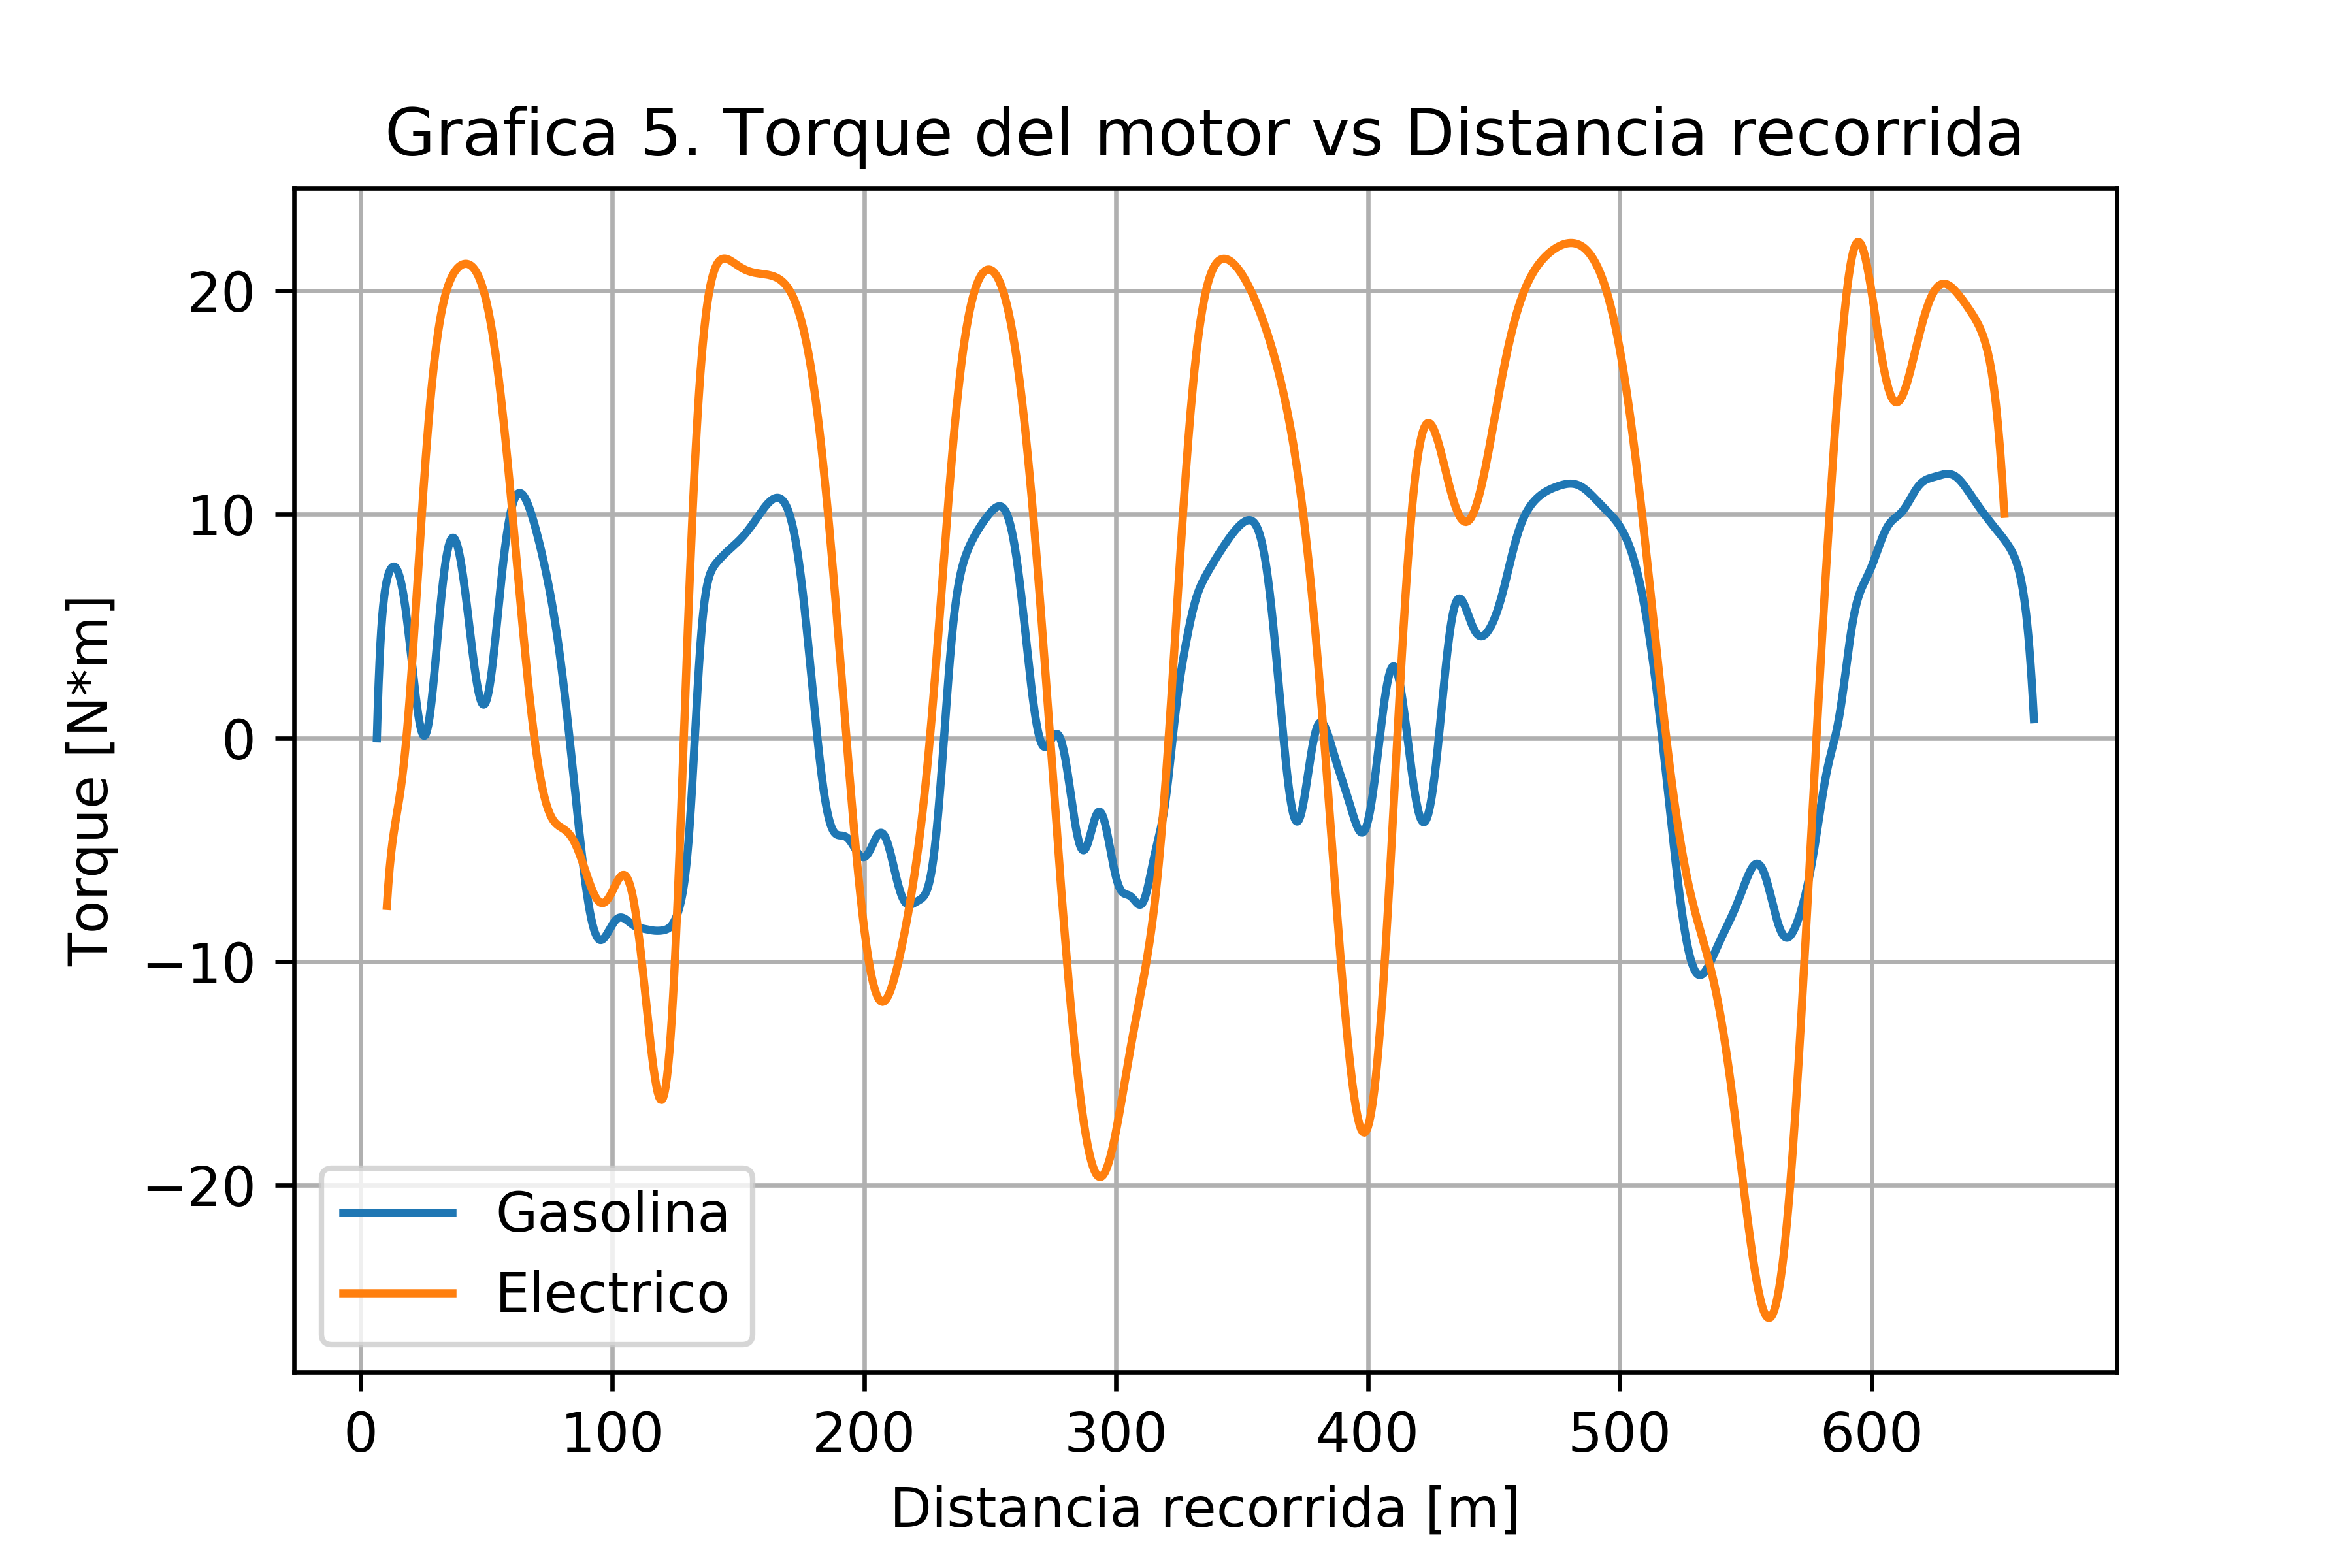 Grafica 5. Torque del motor vs Distancia recorrida
20
10
0
−10
−20
Torque [N*m]
Gasolina
Electrico
0 100 200 300 400 500 600
Distancia recorrida [m]